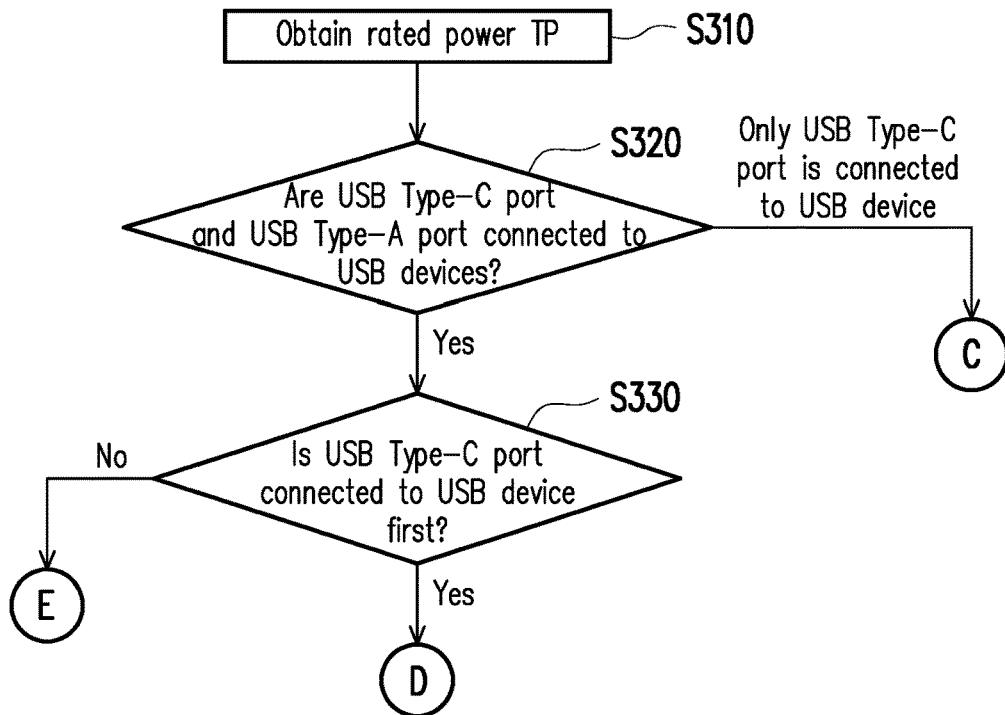 Obtain rated power TP
S310
S320
Only USB Type-C
port is connected
to USB device
Are USB Type-C port
and USB Type-A port connected to
USB devices?
C
Yes
S330
No
Is USB Type-C port
connected to USB device
first?
E
Yes
D